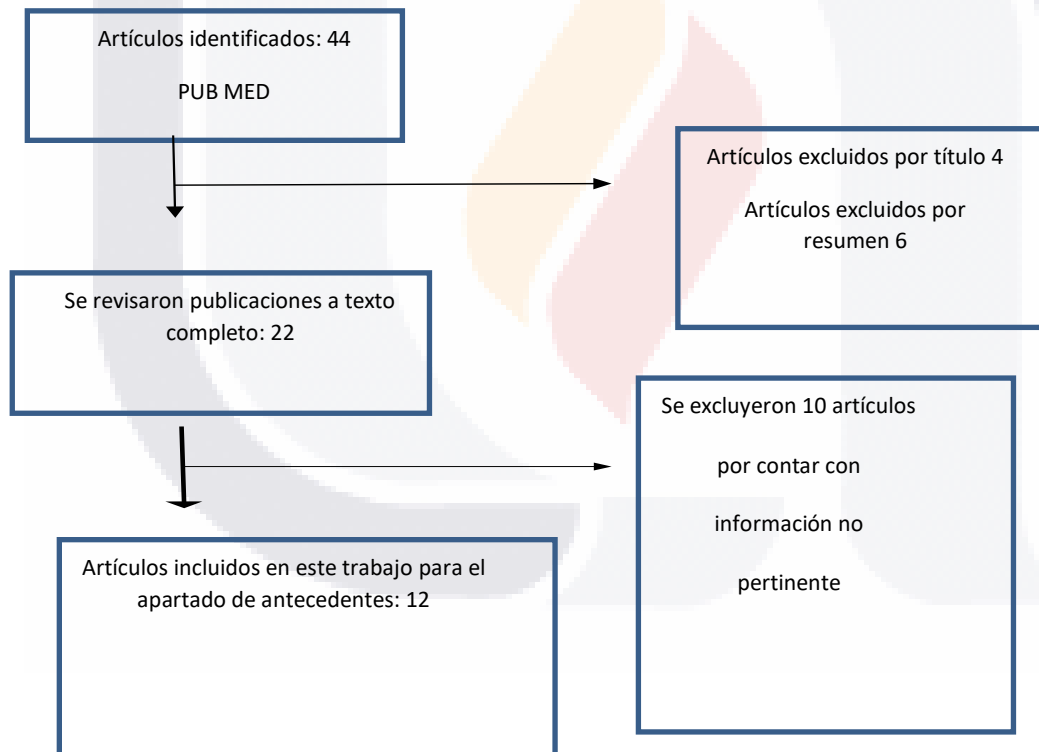 Artículos identificados: 44
PUB MED
Artículos excluidos por título 4
Artículos excluidos por
resumen 6
Se revisaron publicaciones a texto
completo: 22
Se excluyeron 10 artículos
por contar con
información no
pertinente
Artículos incluidos en este trabajo para el
apartado de antecedentes: 12